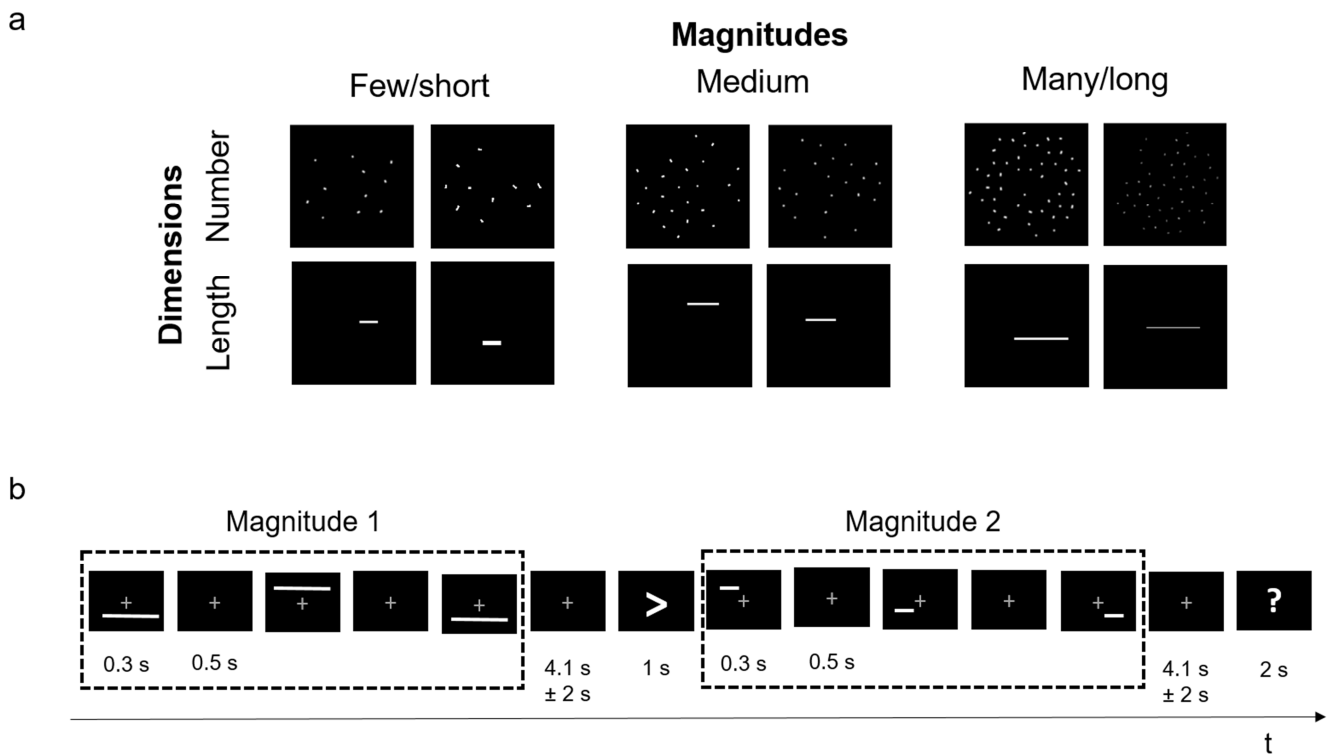 a
Magnitudes
Few/short
Medium
Many/long
Dimensions
Number
Length
b
Magnitude 1
Magnitude 2
>
?
0.3 s
0.5 s
4.1 s
± 2 s
1 s
0.3 s
0.5 s
4.1 s
± 2 s
2 s
t